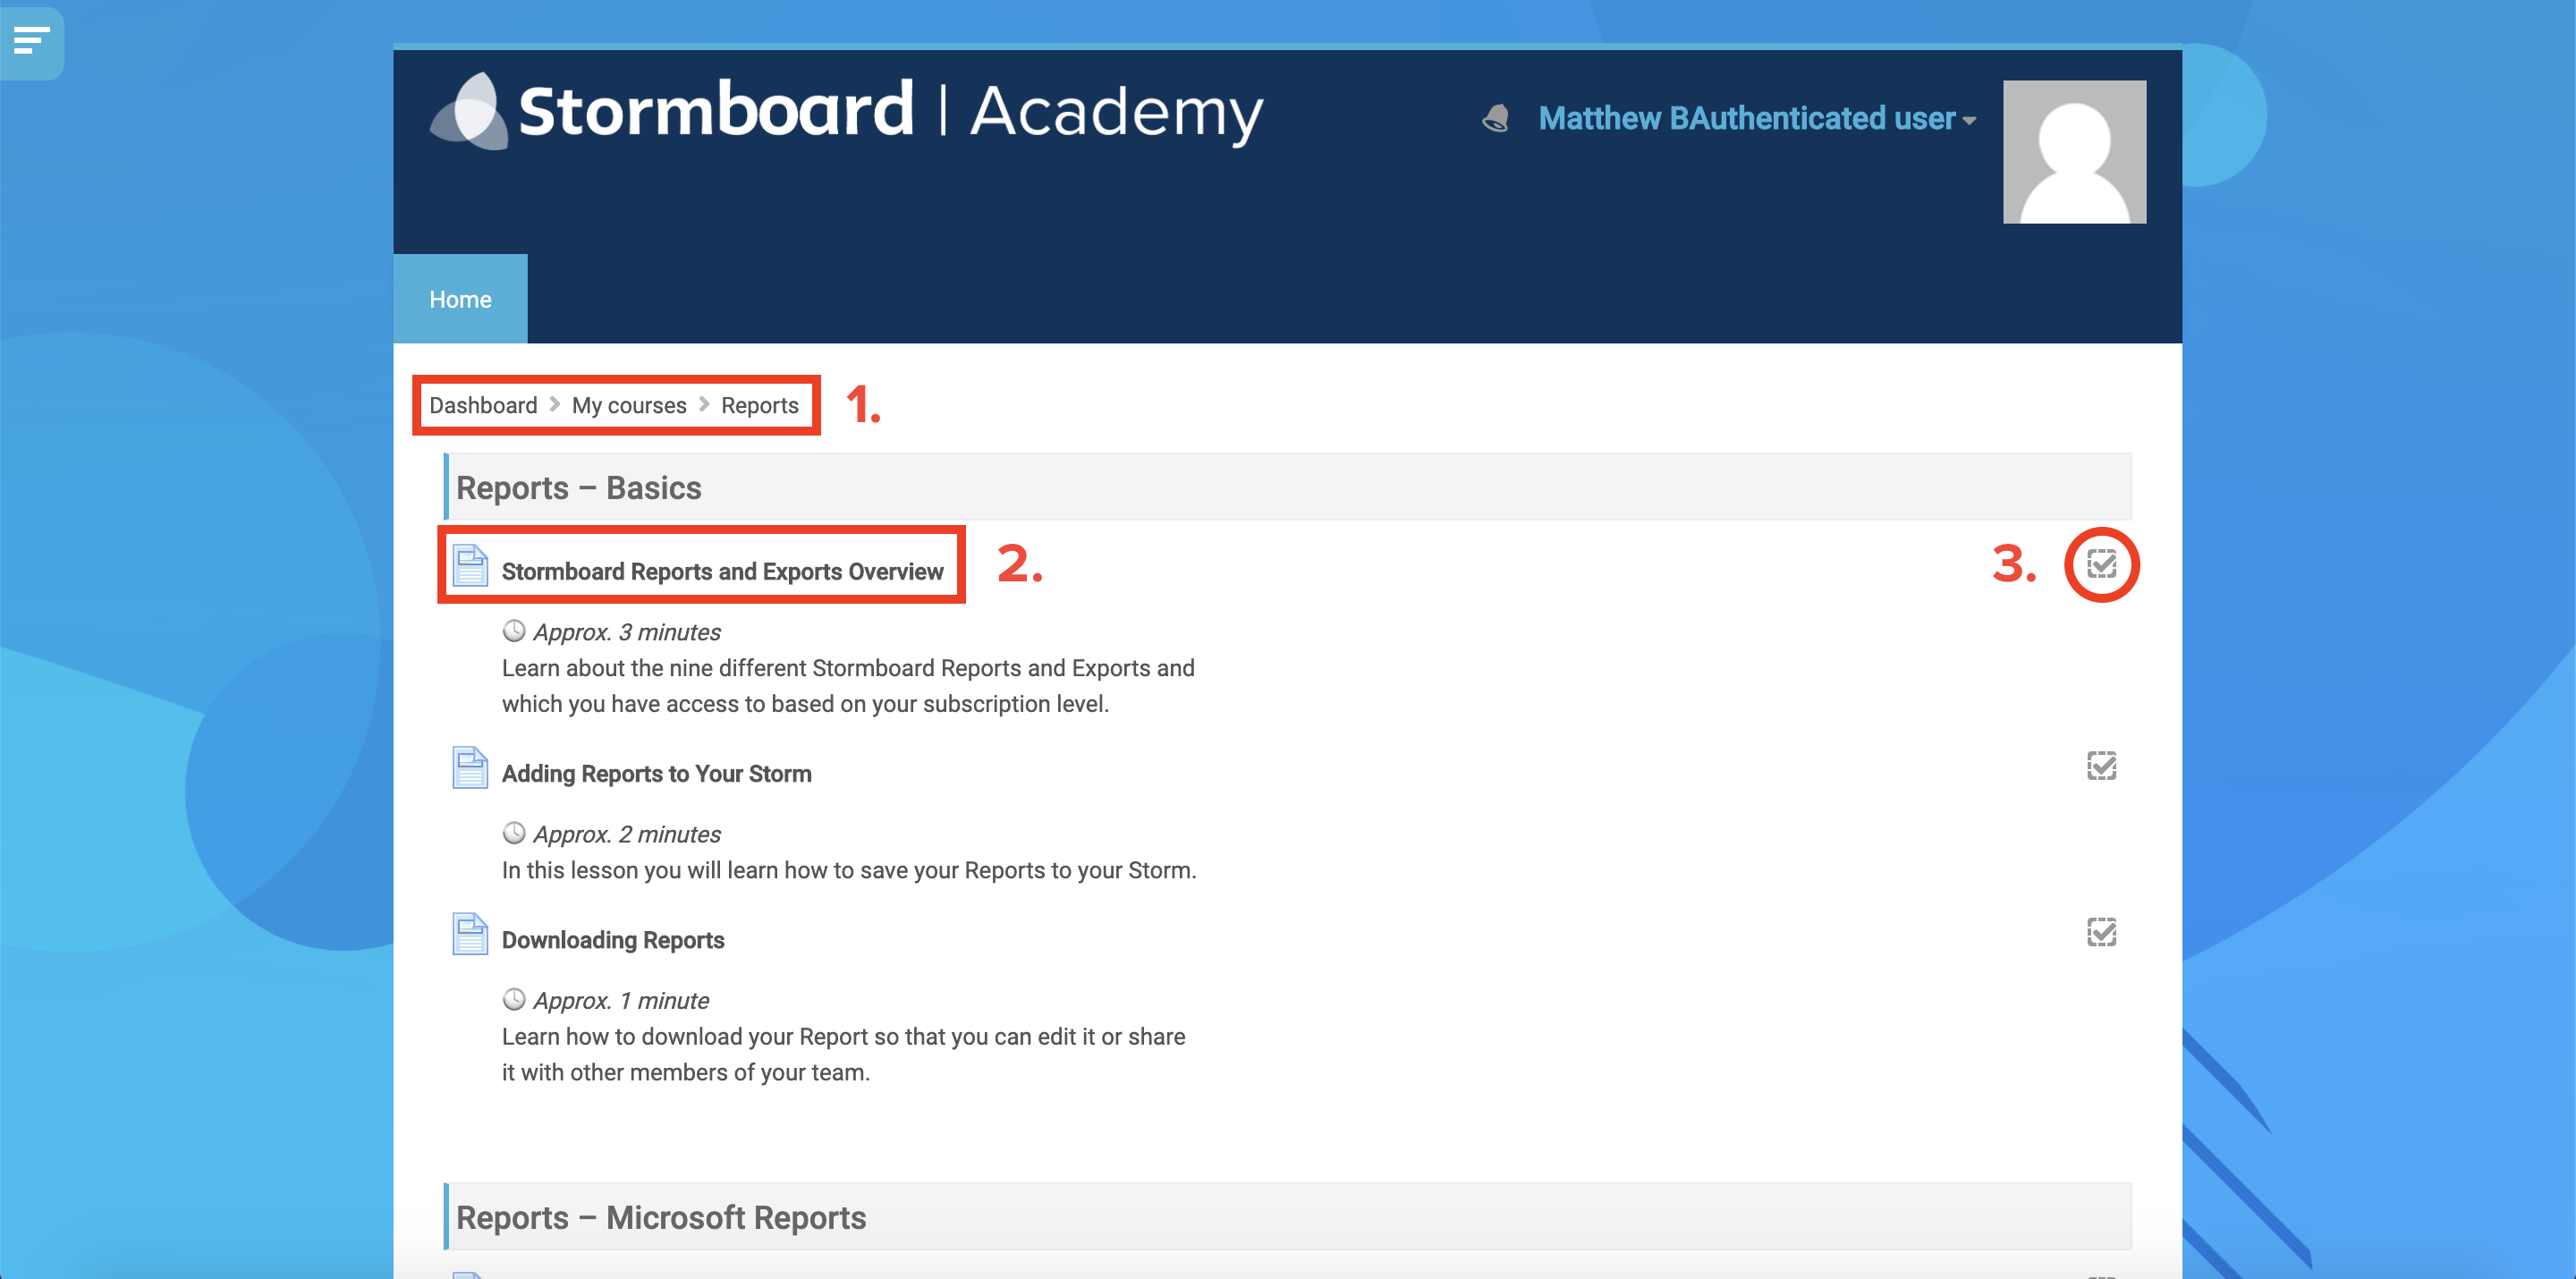 Stormboard | Academy
Matthew BAuthenticated user
Home
Dashboard > My courses > Reports 1.
Reports – Basics
Stormboard Reports and Exports Overview 2. 3.
Approx. 3 minutes
Learn about the nine different Stormboard Reports and Exports and
which you have access to based on your subscription level.
Adding Reports to Your Storm
Approx. 2 minutes
In this lesson you will learn how to save your Reports to your Storm.
Downloading Reports
Approx. 1 minute
Learn how to download your Report so that you can edit it or share
it with other members of your team.
Reports – Microsoft Reports